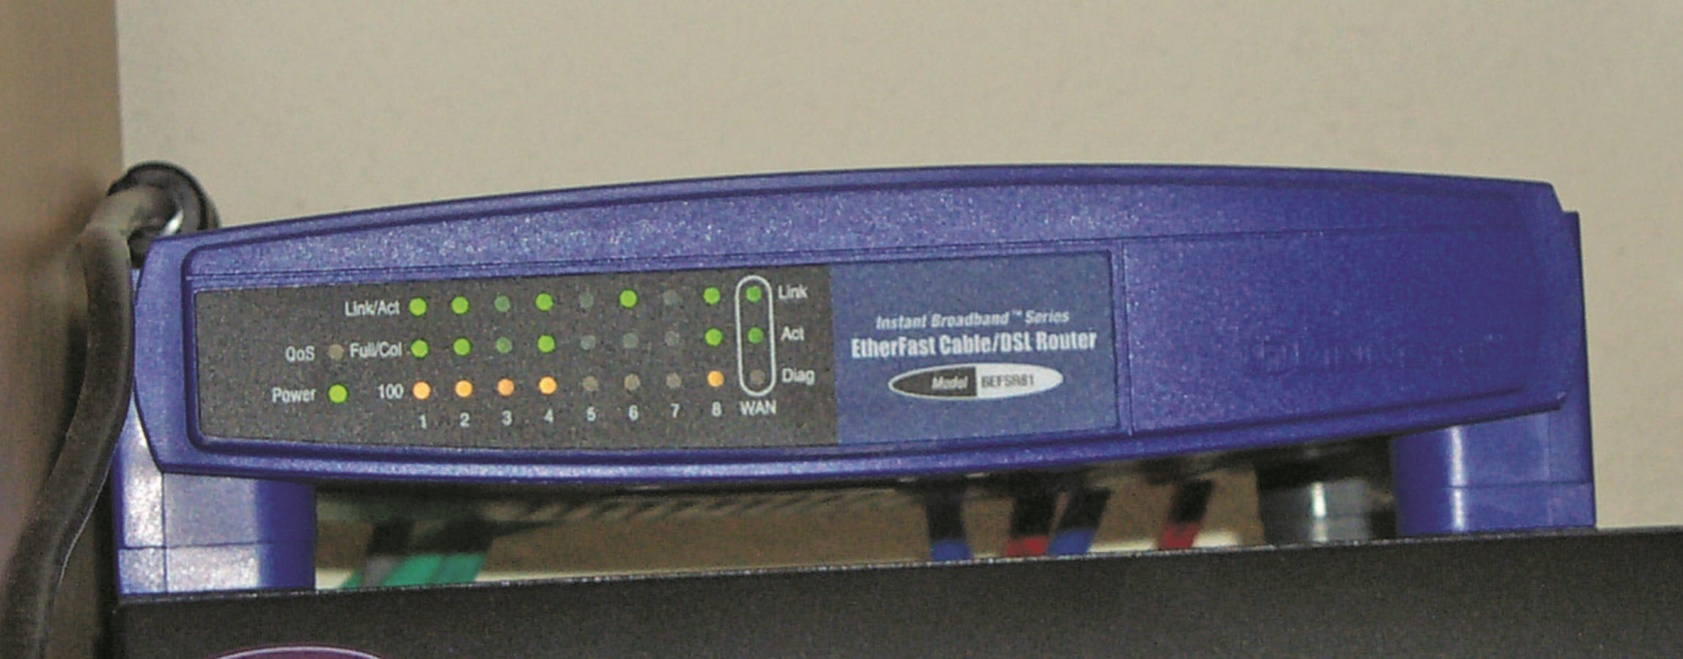 Link/Act Link
QoS Full/Col Act
Power 100 Diag
1 2 3 4 5 6 7 8 WAN
Instant Broadband™ Series
EtherFast Cable/DSL Router
Model BEFSR81